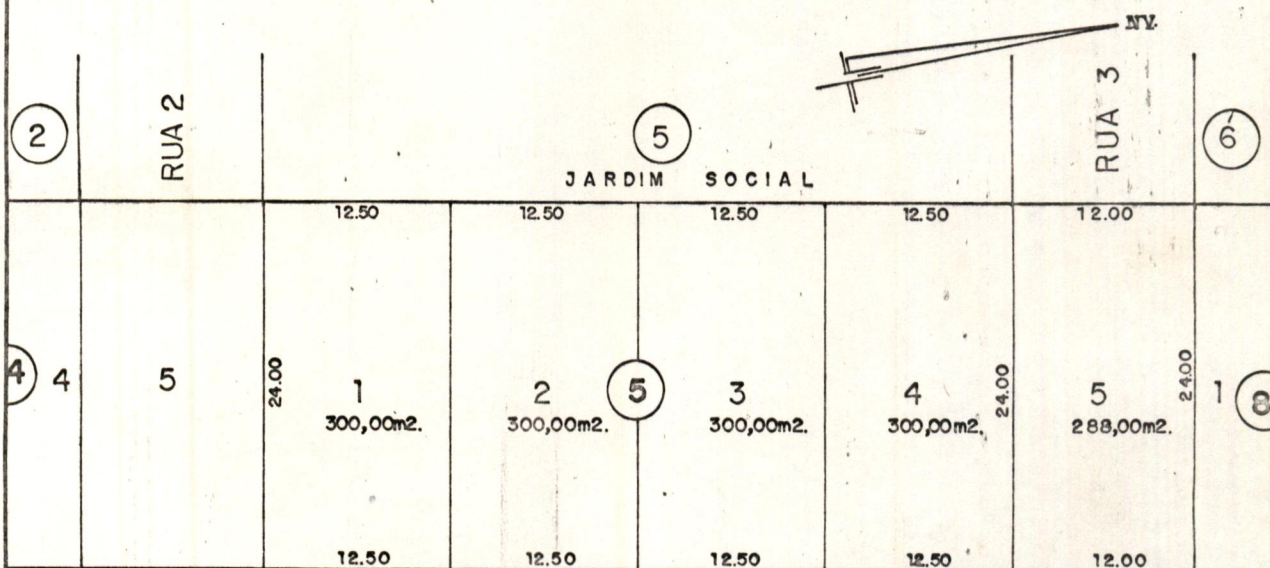 NV.
2
RUA 2
5
RUA 3
6
JARDIM SOCIAL
12.50 12.50 12.50 12.50 12.00
4 4 5 24.00 1 2 5 3 4 24.00 5 24.00 1 8
300,00m2. 300,00m2. 300,00m2. 300,00m2. 288,00m2.
12.50 12.50 12.50 12.50 12.00